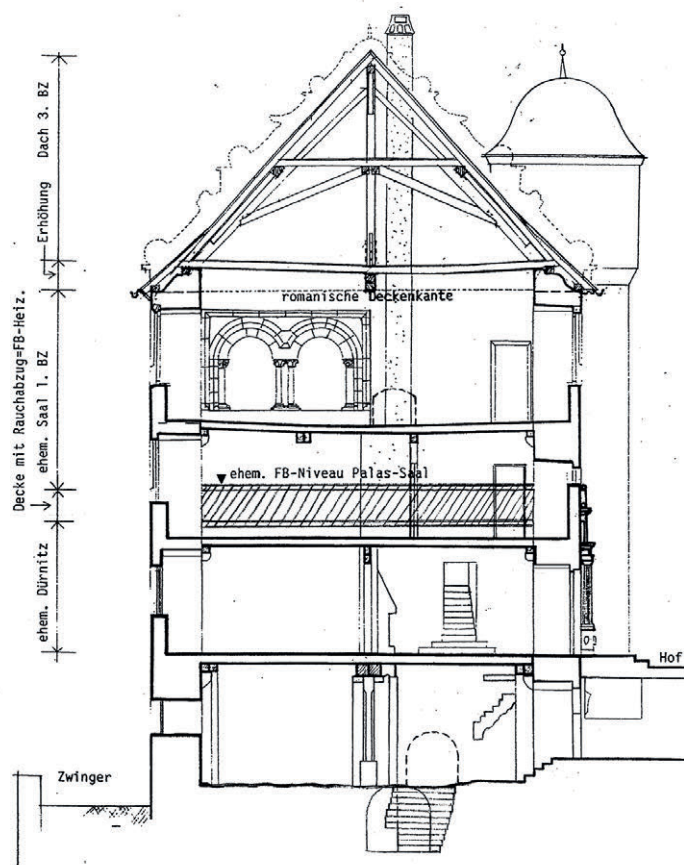 Dach 3. BZ
Erhöhung
romanische Deckenkante
ehem. Saal 1. BZ
Decke mit Rauchabzug=FB-Heiz.
ehem. FB-Niveau Palas-Saal
ehem. Dürnitz
Hof
Zwinger